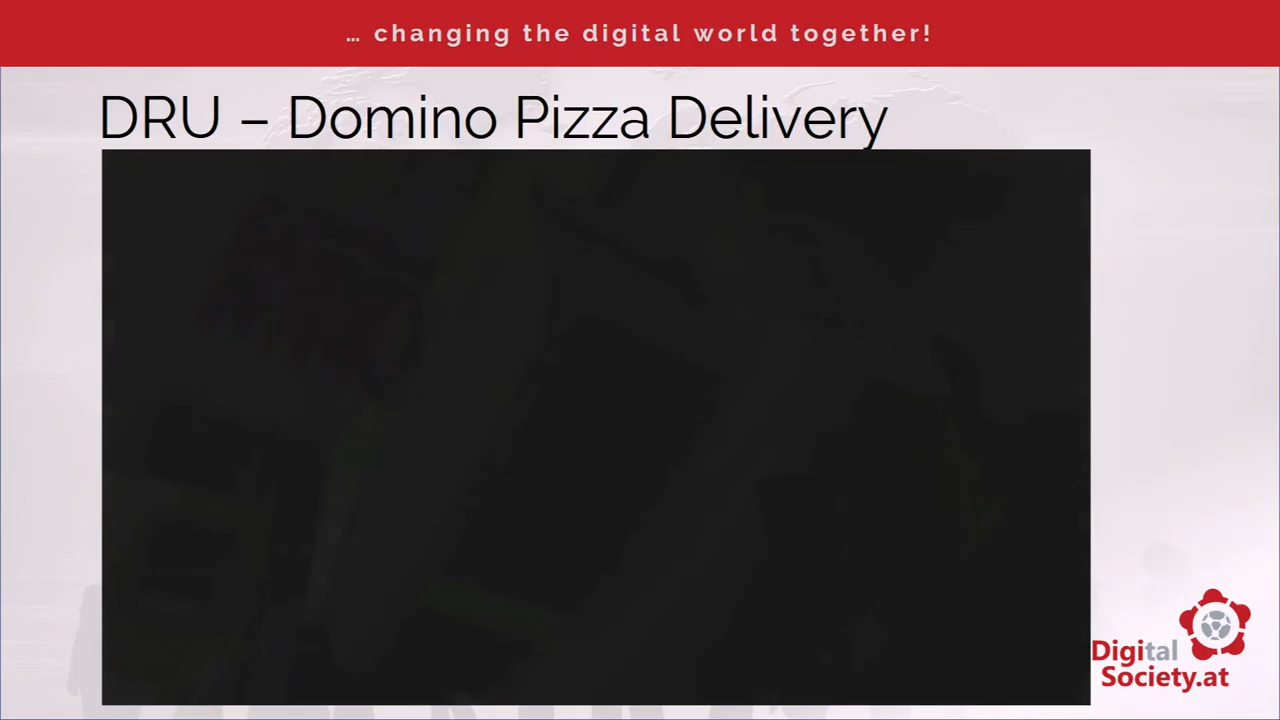 … changing the digital world together!
DRU – Domino Pizza Delivery
Digital
Society.at